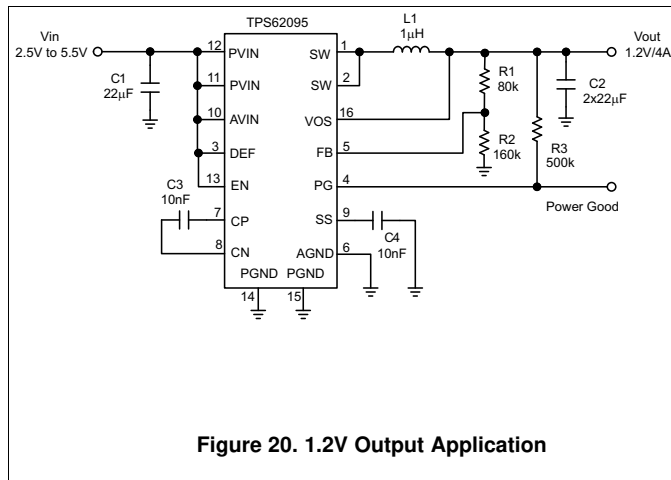 TPS62095
Vin
2.5V to 5.5V
12 PVIN
11 PVIN
10 AVIN
3 DEF
13 EN
7 CP
8 CN
PGND PGND
14 15
SW 1
SW 2
VOS 16
FB 5
PG 4
SS 9
AGND 6
C1
22µF
C3
10nF
C4
10nF
L1
1µH
R1
80k
R2
160k
R3
500k
C2
2x22µF
Vout
1.2V/4A
Power Good
Figure 20. 1.2V Output Application